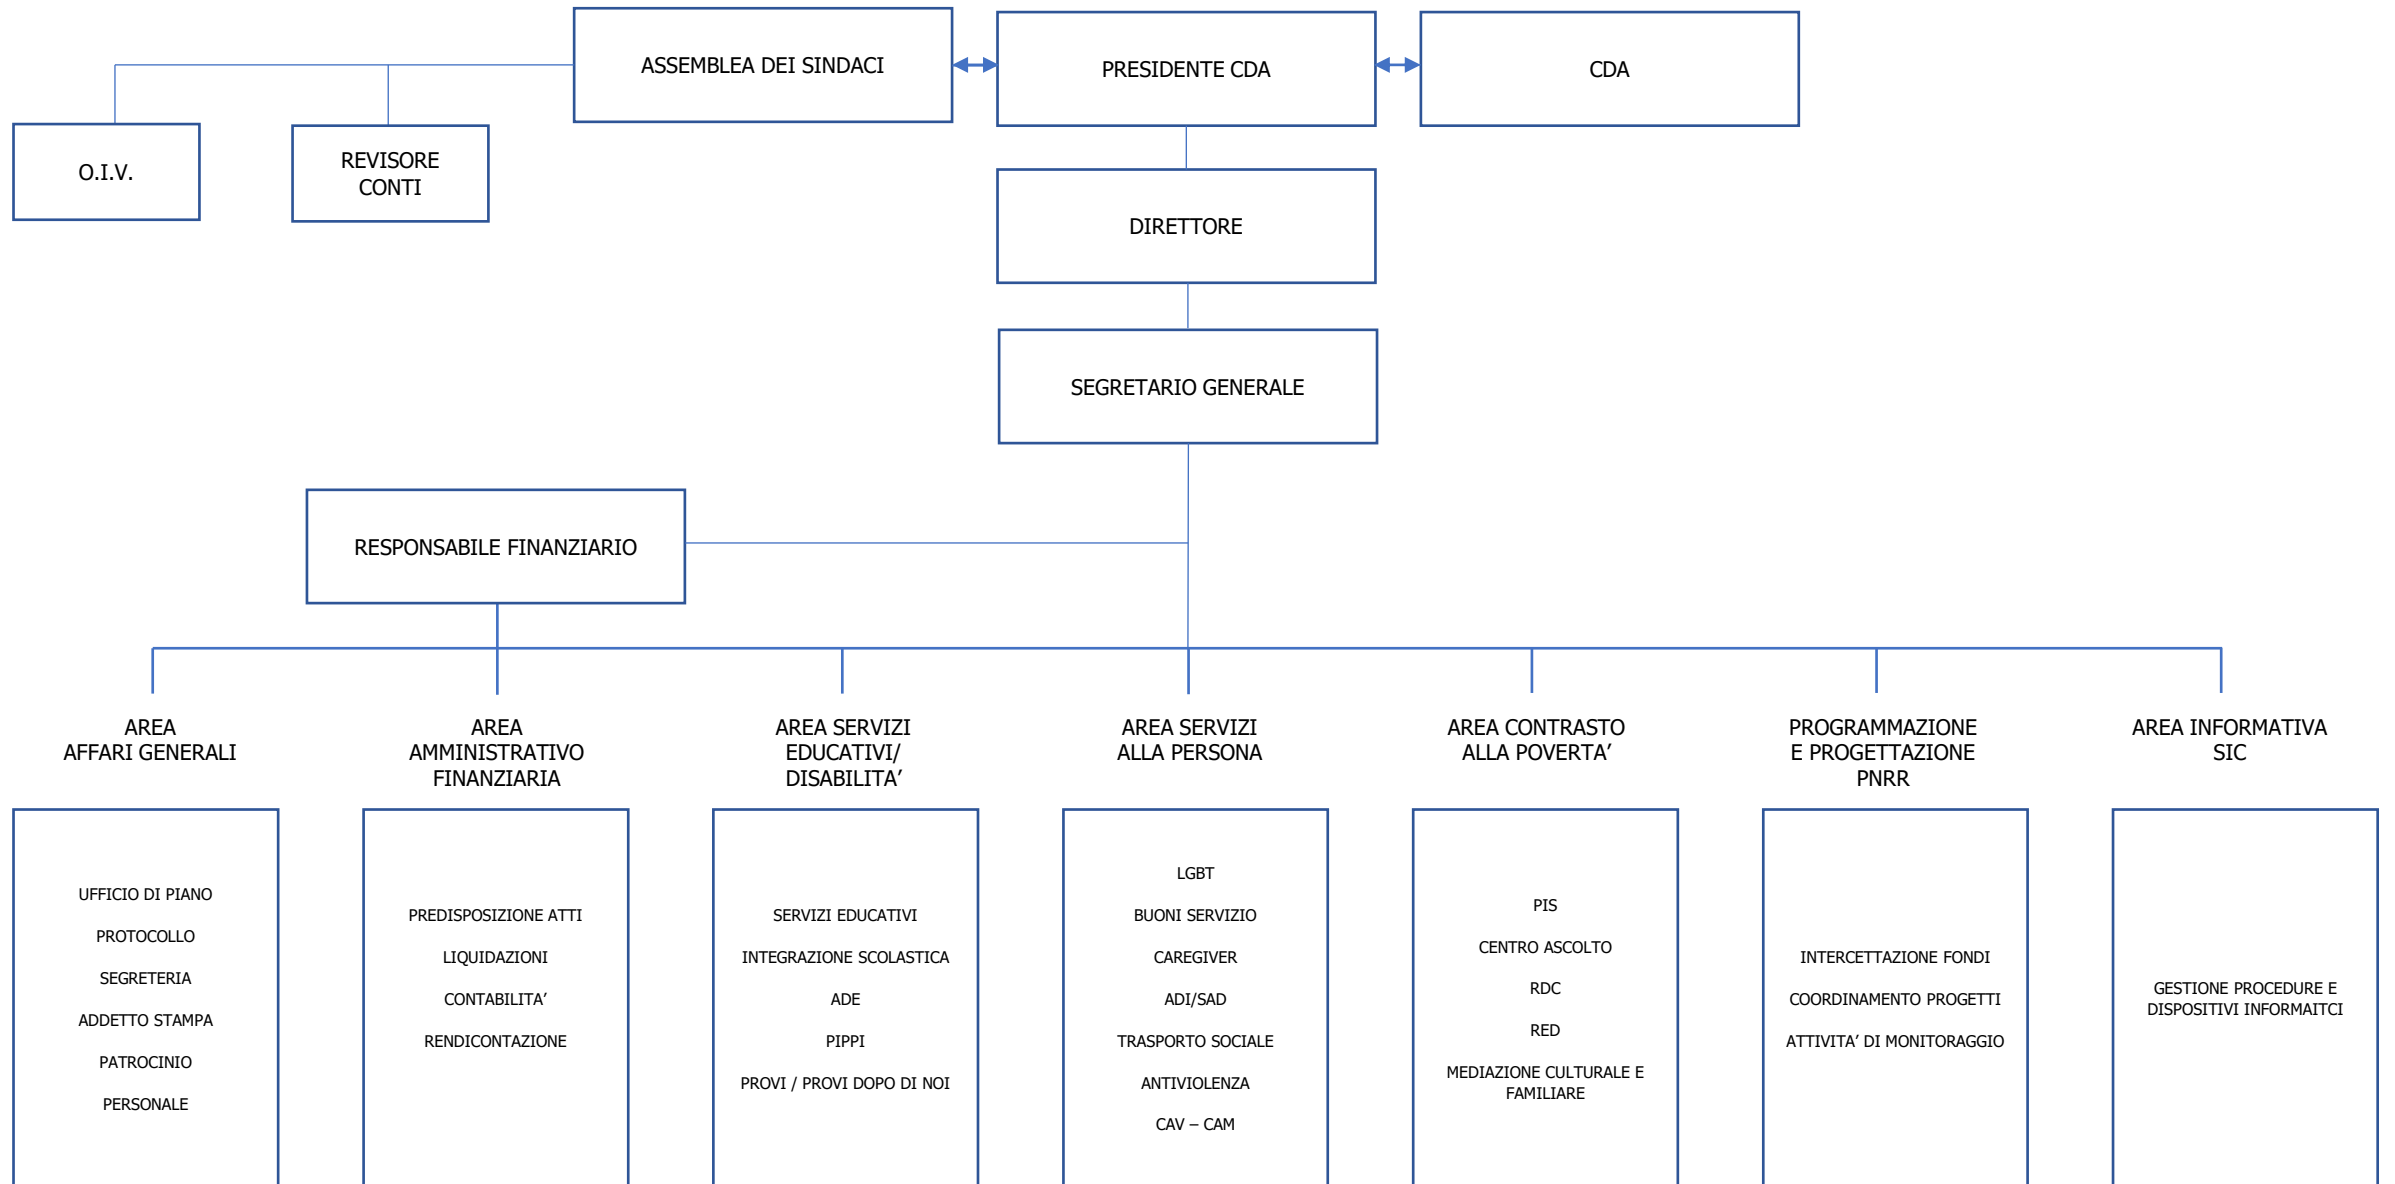 ASSEMBLEA DEI SINDACI
PRESIDENTE CDA
CDA
O.I.V.
REVISORE
CONTI
DIRETTORE
SEGRETARIO GENERALE
RESPONSABILE FINANZIARIO
AREA
AFFARI GENERALI
AREA
AMMINISTRATIVO
FINANZIARIA
AREA SERVIZI
EDUCATIVI/
DISABILITA’
AREA SERVIZI
ALLA PERSONA
AREA CONTRASTO
ALLA POVERTA’
PROGRAMMAZIONE
E PROGETTAZIONE
PNRR
AREA INFORMATIVA
SIC
UFFICIO DI PIANO
PROTOCOLLO
SEGRETERIA
ADDETTO STAMPA
PATROCINIO
PERSONALE
PREDISPOSIZIONE ATTI
LIQUIDAZIONI
CONTABILITA’
RENDICONTAZIONE
SERVIZI EDUCATIVI
INTEGRAZIONE SCOLASTICA
ADE
PIPPI
PROVI / PROVI DOPO DI NOI
LGBT
BUONI SERVIZIO
CAREGIVER
ADI/SAD
TRASPORTO SOCIALE
ANTIVIOLENZA
CAV – CAM
PIS
CENTRO ASCOLTO
RDC
RED
MEDIAZIONE CULTURALE E
FAMILIARE
INTERCETTAZIONE FONDI
COORDINAMENTO PROGETTI
ATTIVITA’ DI MONITORAGGIO
GESTIONE PROCEDURE E
DISPOSITIVI INFORMAITCI